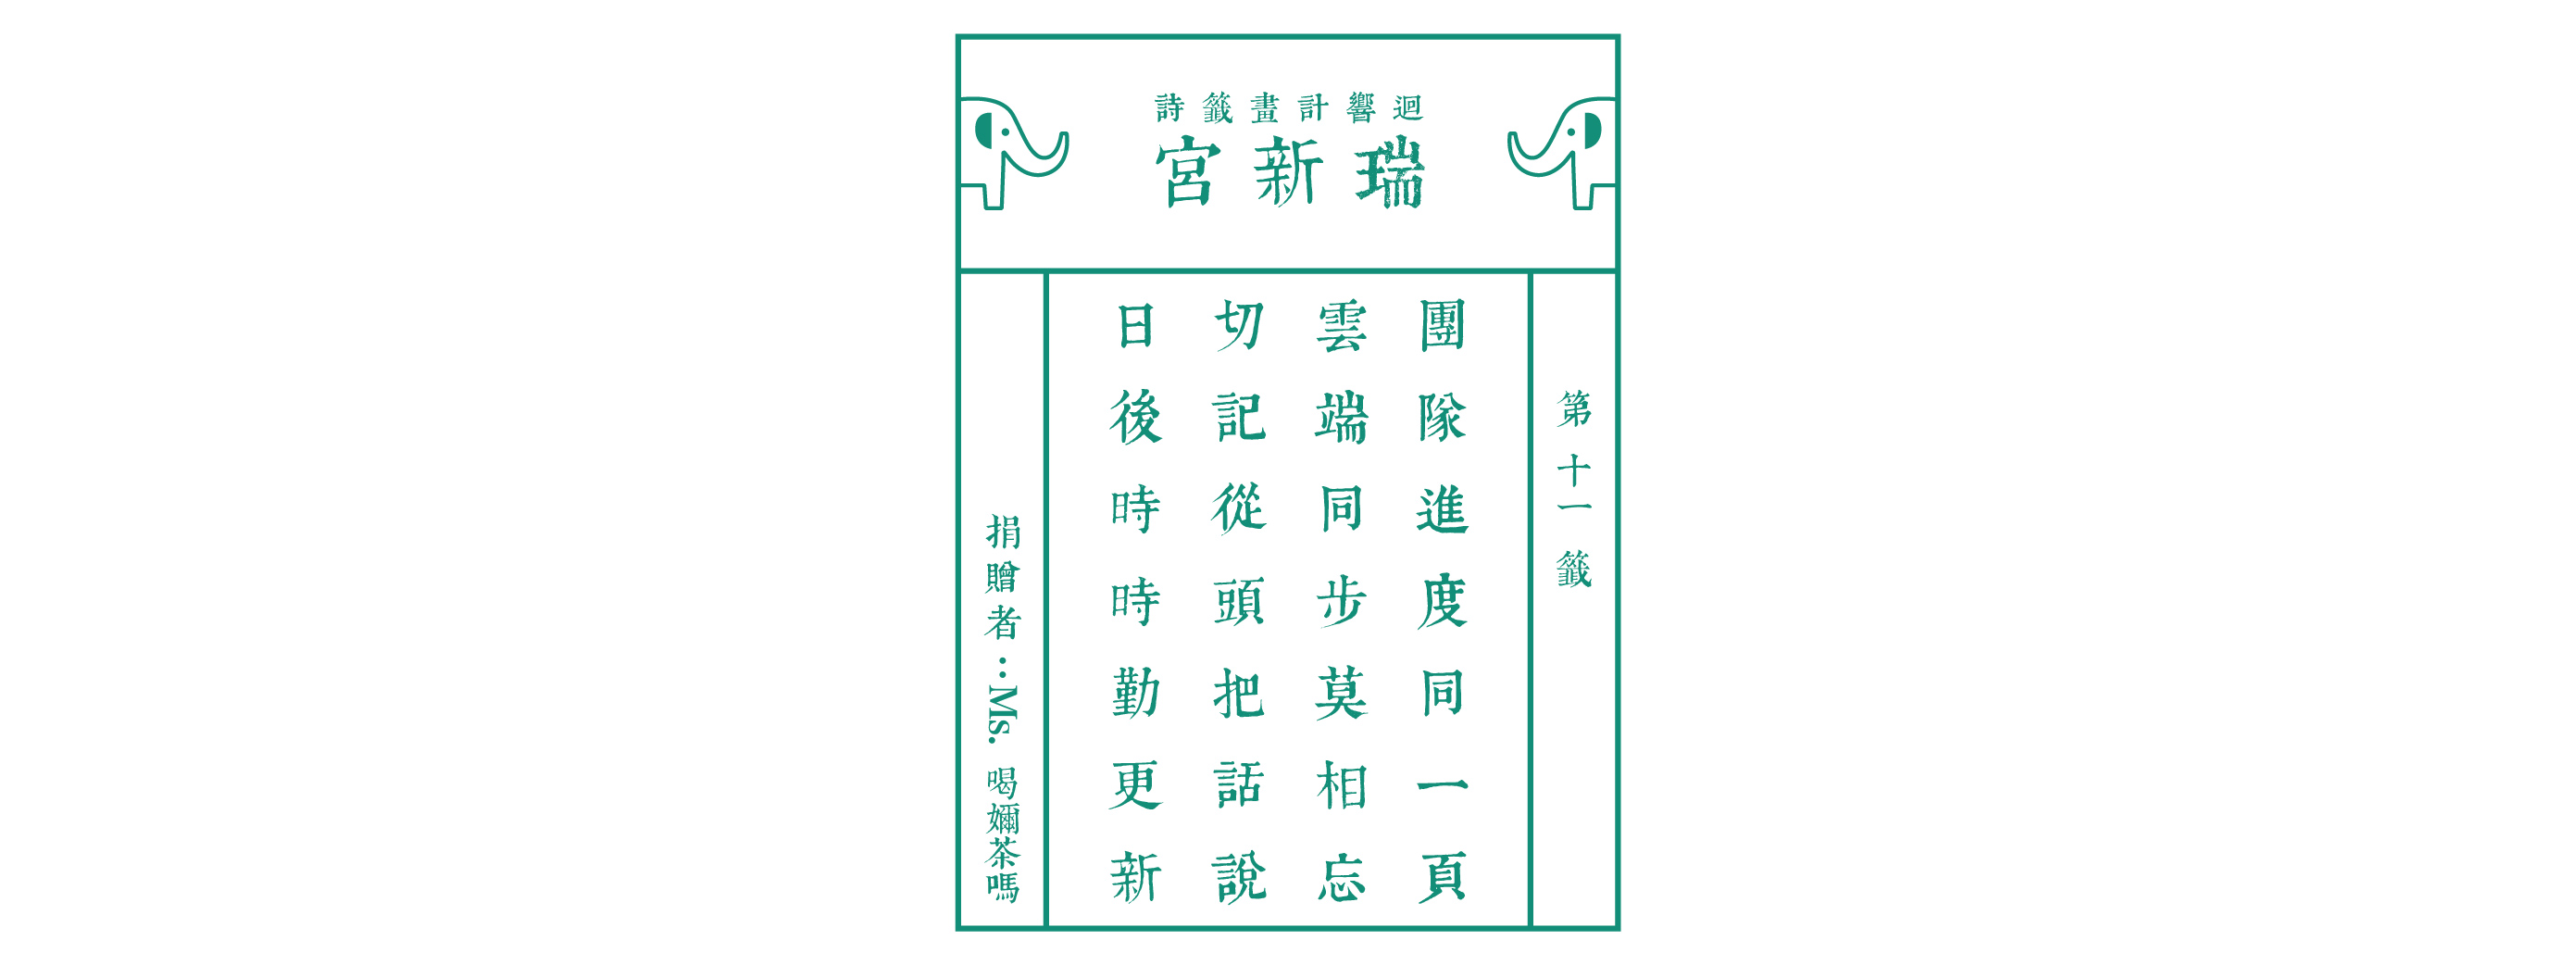 迴響計畫籤詩
瑞新宮
第十一籤
團隊進度同一頁
雲端同步莫相忘
切記從頭把話說
日後時時勤更新
捐贈者：Ms. 喝嬭茶嗎